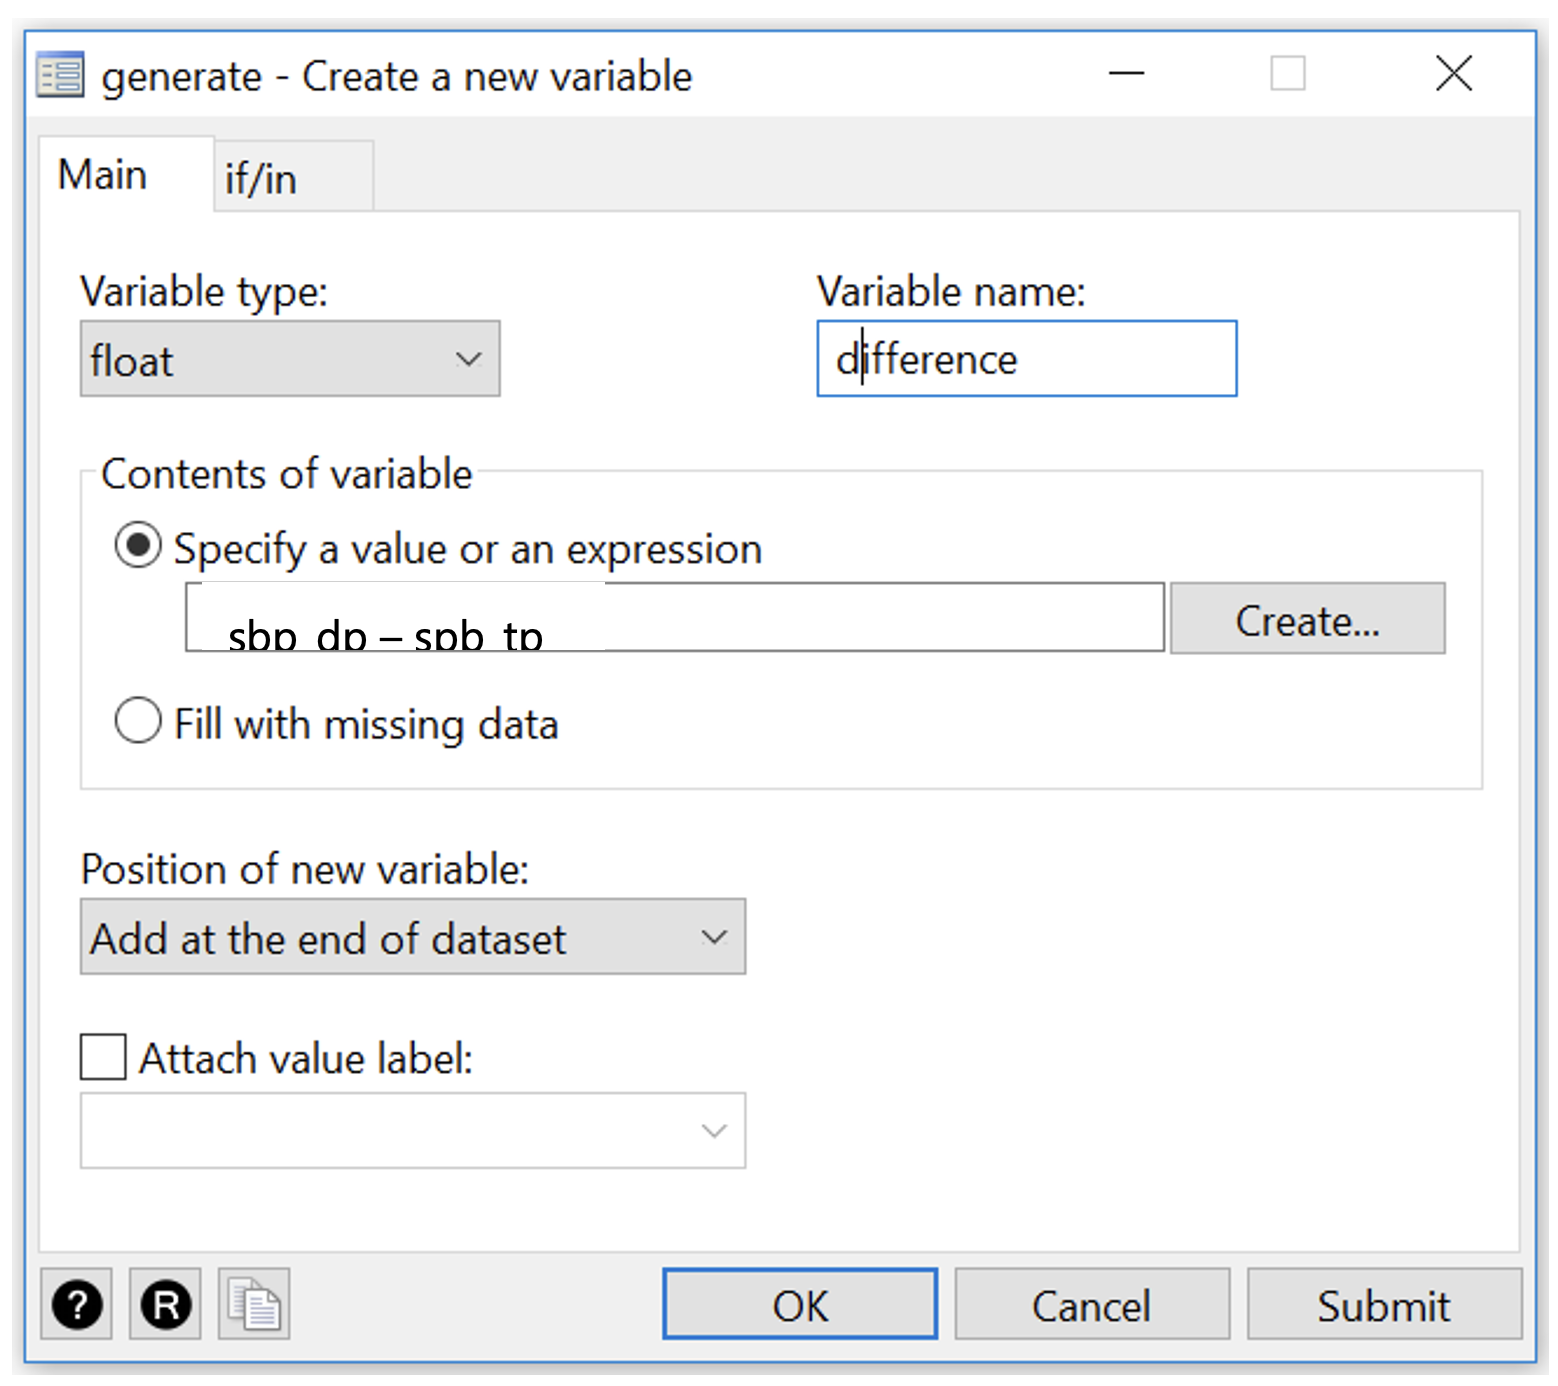 generate - Create a new variable
Main
if/in
Variable type:
Variable name:
float
difference
Contents of variable
Specify a value or an expression
sbp_dp – spb_tp
Create...
Fill with missing data
Position of new variable:
Add at the end of dataset
Attach value label:
?
R
OK
Cancel
Submit